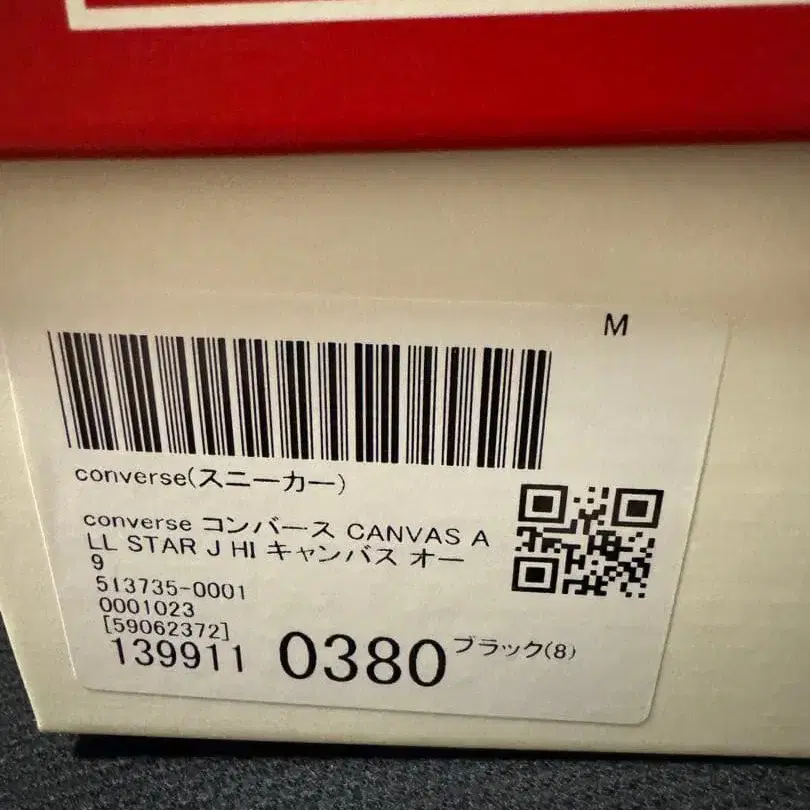 M
converse(スニーカー)
converse コンバース CANVAS A
LL STAR J HI キャンバス オー
9
513735-0001
0001023
[59062372]
139911 0380 ブラック(8)